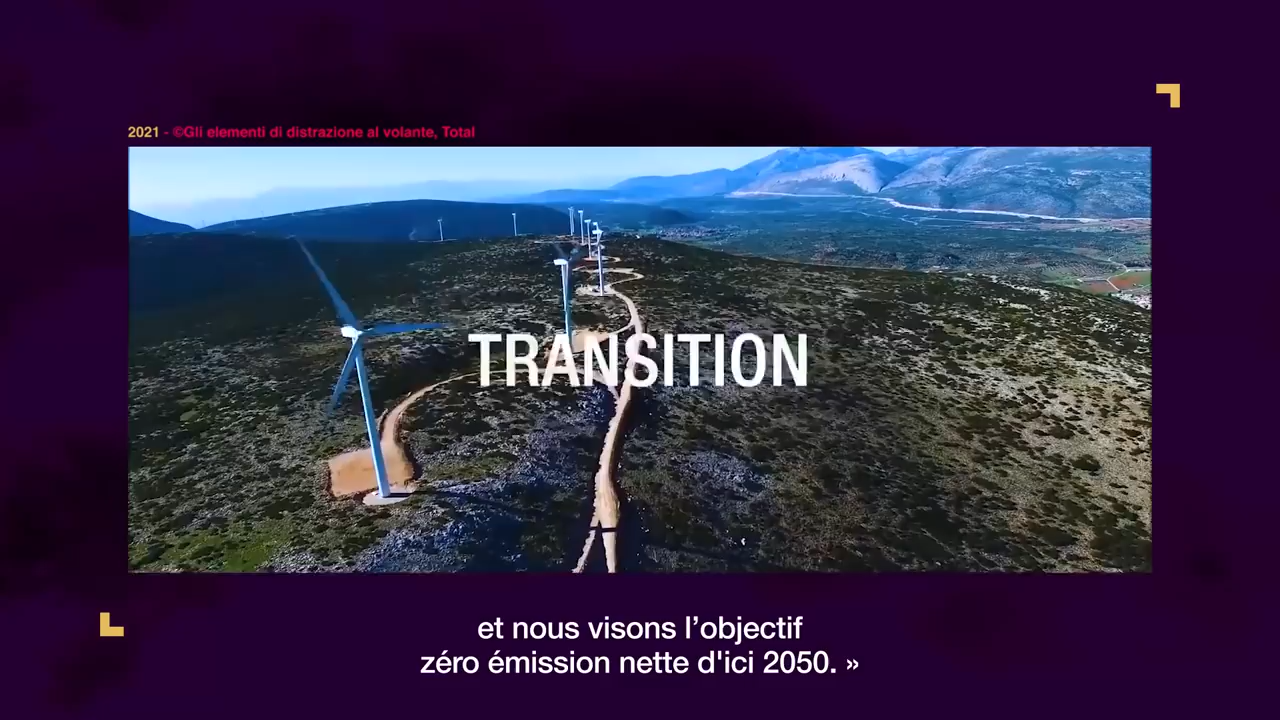 2021 - ©Gli elementi di distrazione al volante, Total
TRANSITION
et nous visons l’objectif
zéro émission nette d'ici 2050. »